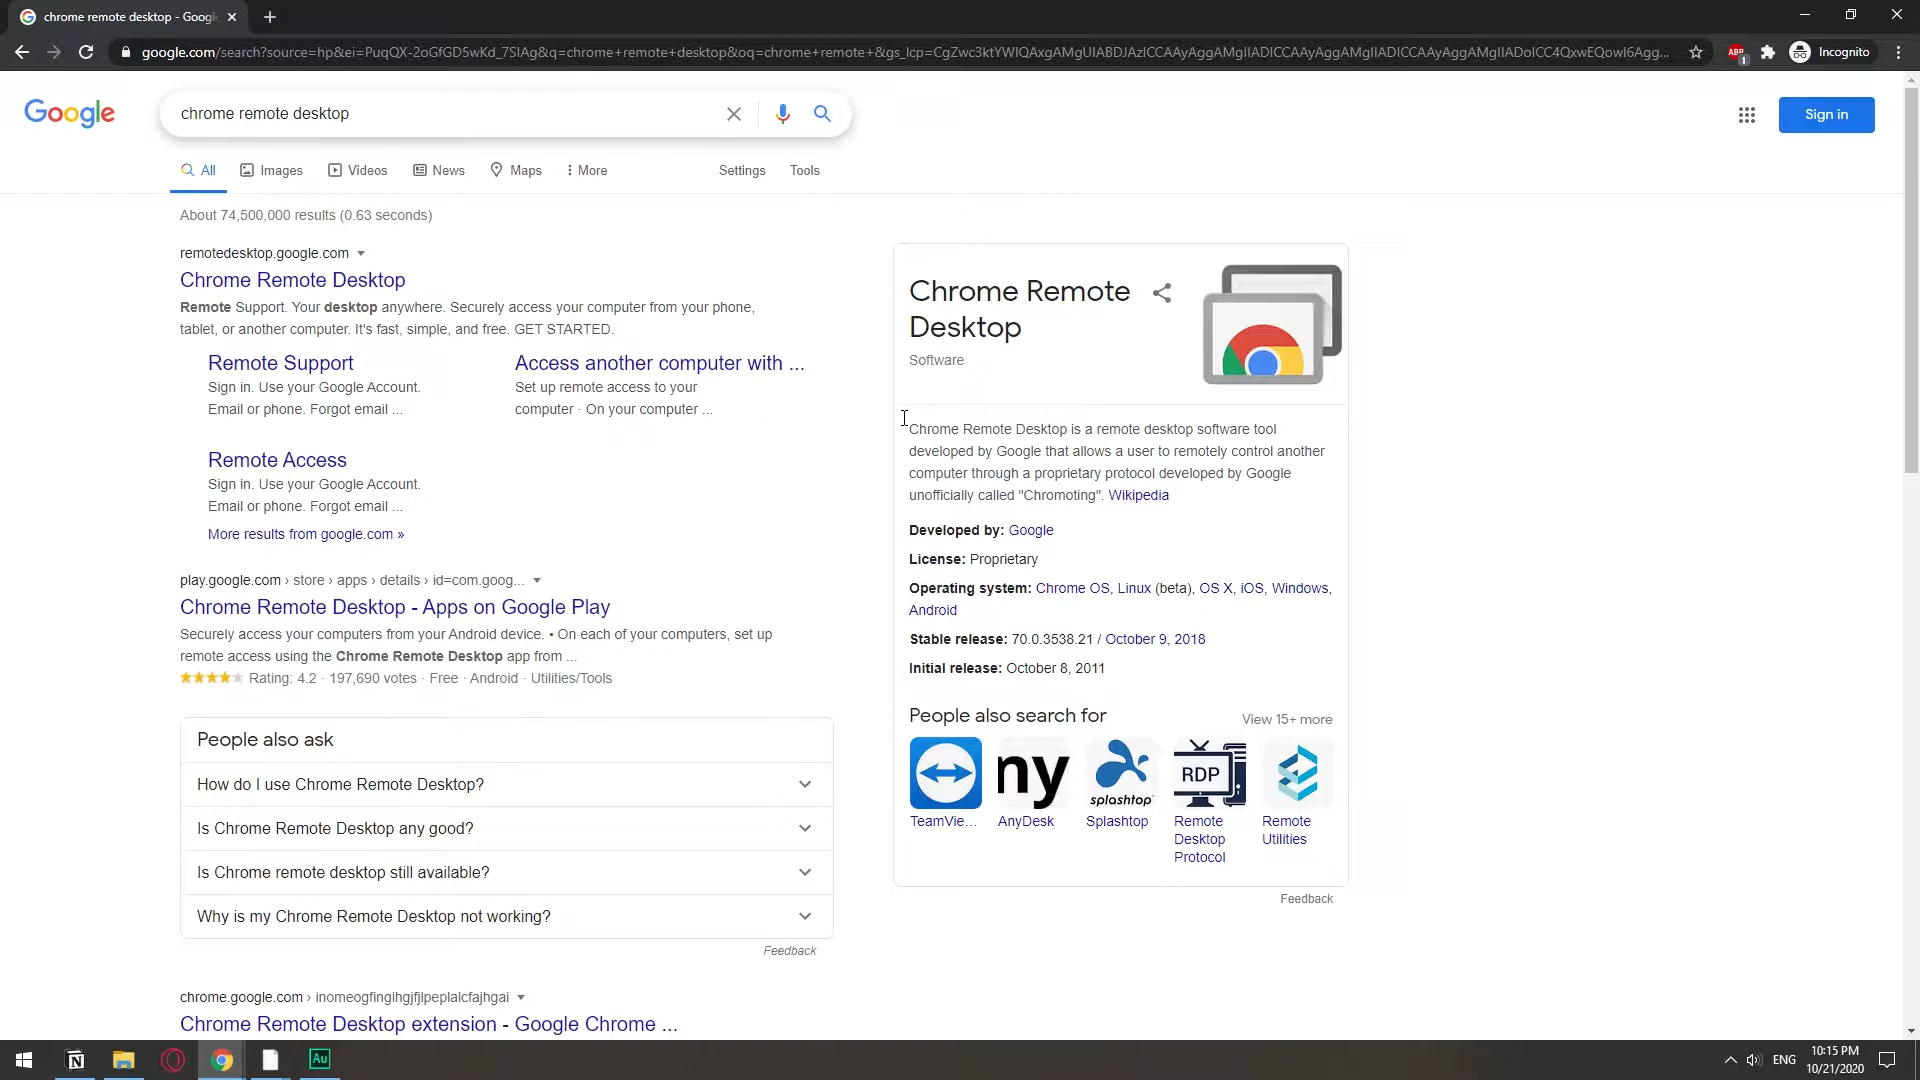 chrome remote desktop - Googl
google.com/search?source=hp&ei=PuqQX-2oGfGD5wKd_7SIAg&q=chrome+remote+desktop&oq=chrome+remote+&gs_lcp=
ABP
1
Incognito
Google
chrome remote desktop
Sign in
All
Images
Videos
News
Maps
More
Settings
Tools
About 74,500,000 results (0.63 seconds)
remotedesktop.google.com
Chrome Remote Desktop
Remote Support. Your desktop anywhere. Securely access your computer from your phone,
tablet, or another computer. It's fast, simple, and free. GET STARTED.
Remote Support
Sign in. Use your Google Account.
Email or phone. Forgot email ...
Access another computer with ...
Set up remote access to your
computer · On your computer ...
Remote Access
Sign in. Use your Google Account.
Email or phone. Forgot email ...
More results from google.com »
play.google.com › store › apps › details › id=com.goog...
Chrome Remote Desktop - Apps on Google Play
Securely access your computers from your Android device. • On each of your computers, set up
remote access using the Chrome Remote Desktop app from ...
Rating: 4.2 · 197,690 votes · Free · Android · Utilities/Tools
People also ask
How do I use Chrome Remote Desktop?
Is Chrome Remote Desktop any good?
Is Chrome remote desktop still available?
Why is my Chrome Remote Desktop not working?
Feedback
chrome.google.com › inomeogfingihgjfjlpeplalcfajhgai
Chrome Remote Desktop extension - Google Chrome ...
Chrome Remote
Desktop
Software
Chrome Remote Desktop is a remote desktop software tool
developed by Google that allows a user to remotely control another
computer through a proprietary protocol developed by Google
unofficially called "Chromoting". Wikipedia
Developed by: Google
License: Proprietary
Operating system: Chrome OS, Linux (beta), OS X, iOS, Windows,
Android
Stable release: 70.0.3538.21 / October 9, 2018
Initial release: October 8, 2011
People also search for
View 15+ more
ny
splashtop
RDP
TeamVie...
AnyDesk
Splashtop
Remote
Desktop
Protocol
Remote
Utilities
Feedback
N
Au
ENG
10:15 PM
10/21/2020